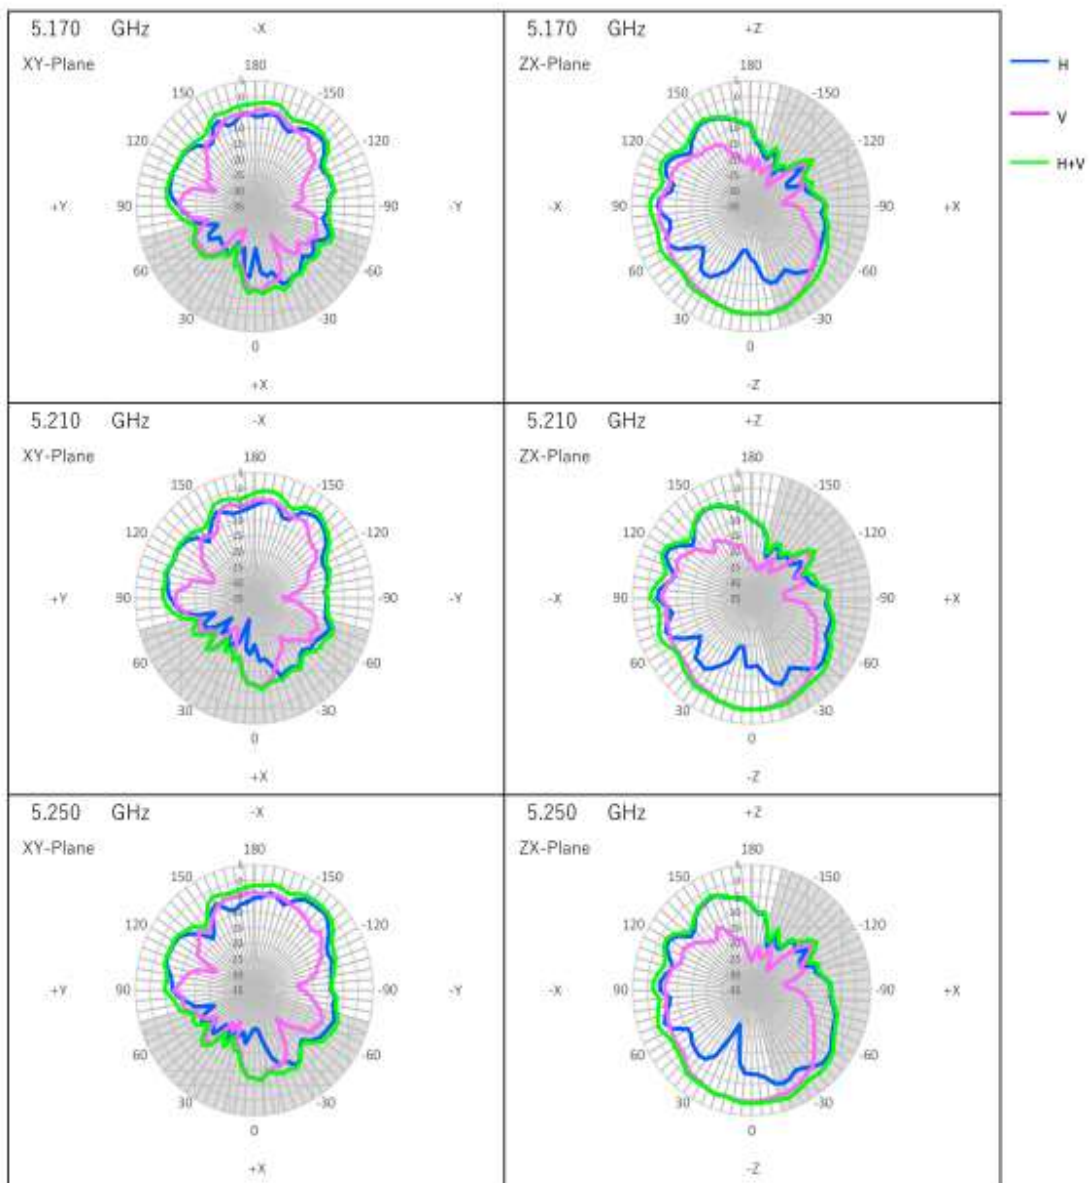 5.170 GHz -X
XY-Plane
180
150 -150
120 -120
+Y 90 -90 -Y
60 -60
30 -30
0
+X
5.170 GHz +Z
ZX-Plane
180
-150
-120
-X 90 -90 +X
60 -60
30 -30
0
-Z
H
V
H+V
5.210 GHz -X
XY-Plane
180
150 -150
120 -120
+Y 90 -90 -Y
60 -60
30 -30
0
+X
5.210 GHz +Z
ZX-Plane
180
150 -150
120 -120
-X 90 -90 +X
60 -60
30 -30
0
-Z
5.250 GHz -X
XY-Plane
180
150 -150
120 -120
+Y 90 -90 -Y
60 -60
30 -30
0
+X
5.250 GHz +Z
ZX-Plane
180
150 -150
120 -120
-X 90 -90 +X
60 -60
30 -30
0
-Z